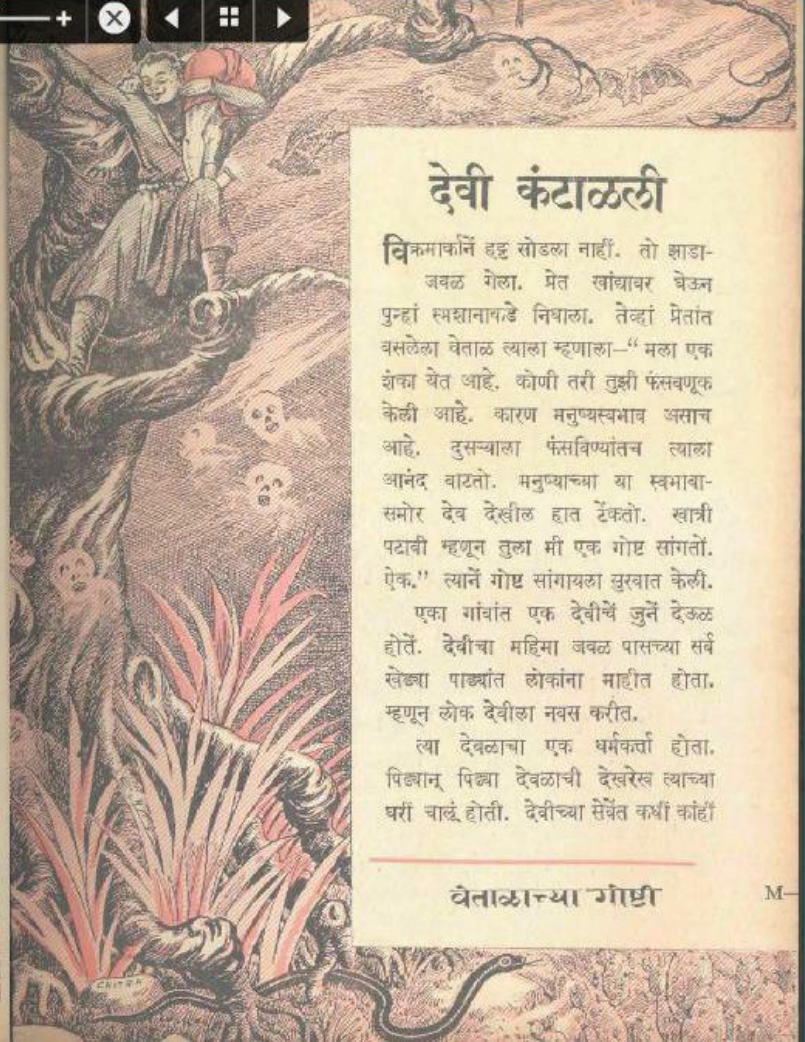 देवी कंटाळली
विक्रमार्काने हट्ट सोडला नाहीं. तो झाडा-
जवळ गेला. प्रेत खांद्यावर घेऊन
पुन्हां स्मशानाकडे निघाला. तेव्हां प्रेतांत
बसलेला वेताळ त्याला म्हणाला–“ मला एक
शंका येत आहे. कोणी तरी तुझी फंसवणूक
केली आहे. कारण मनुष्यस्वभाव असाच
आहे. दुसऱ्याला फंसविण्यांतच त्याला
आनंद वाटतो. मनुष्याच्या या स्वभावा-
समोर देव देखील हात टेंकतो. खात्री
पटावी म्हणून तुला मी एक गोष्ट सांगतों.
ऐक.” त्यानें गोष्ट सांगायला सुरवात केली.
एका गांवांत एक देवीचें जुनें देऊळ
होतें. देवीचा महिमा जवळ पासच्या सर्व
खेड्या पाड्यांत लोकांना माहीत होता.
म्हणून लोक देवीला नवस करीत.
त्या देवळाचा एक धर्मकर्त्ता होता.
पिढ्यान् पिढ्या देवळाची देखरेख त्याच्या
घरीं चालूं होती. देवीच्या सेवेंत कधीं कांहीं
वेताळाच्या गोष्टी
M—
CHITRA